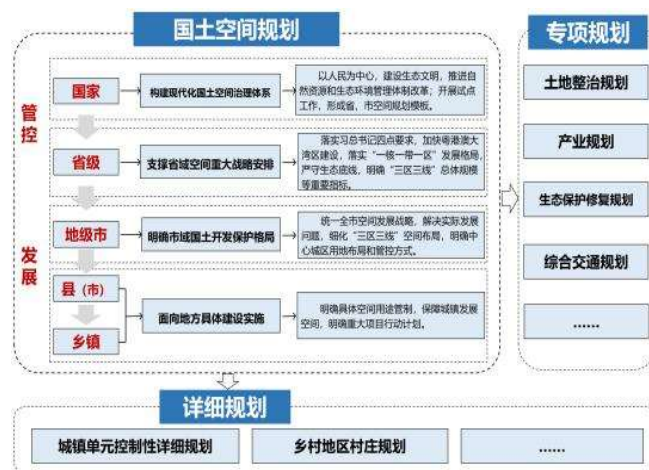 国土空间规划
专项规划
管控
发展
国家
构建现代化国土空间治理体系
以人民为中心，建设生态文明，推进自
然资源和生态环境管理体制改革；开展试点
工作，形成省、市空间规划模板。
省级
支撑省域空间重大战略安排
落实习总书记四点要求，加快粤港澳大
湾区建设，落实“一核一带一区”发展格局，
严守生态底线，明确“三区三线”总体规模
等重要指标。
地级市
明确市域国土开发保护格局
统一全市空间发展战略，解决实际发展
问题，细化“三区三线”空间布局，明确中
心城区用地布局和管控方式。
县（市）
乡镇
面向地方具体建设实施
明确具体空间用途管制，保障城镇发展
空间，明确重大项目行动计划。
土地整治规划
产业规划
生态保护修复规划
综合交通规划
……
详细规划
城镇单元控制性详细规划
乡村地区村庄规划
……